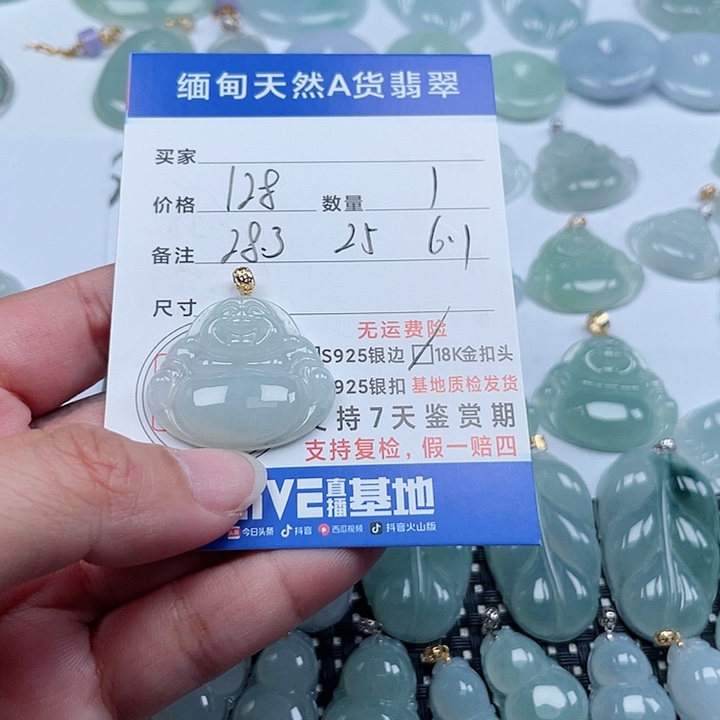 缅甸天然A货翡翠
买家
价格 128 数量 1
备注 283 25 6.1
尺寸
无运费险
S925银边 18K金扣头
925银扣 基地质检发货
支持7天鉴赏期
支持复检,假一赔四
直播基地
今日头条 抖音 西瓜视频 抖音火山版